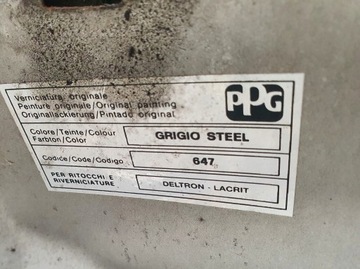 Verniciatura originale
Peinture originale/Original painting
Originallackierung/Pintado original
PPG
Colore/Teinte/Colour
Farbton/Color
GRIGIO STEEL
Codice/Code/Codigo
647
PER RITOCCHI E
RIVERNICIATURE
DELTRON - LACRIT